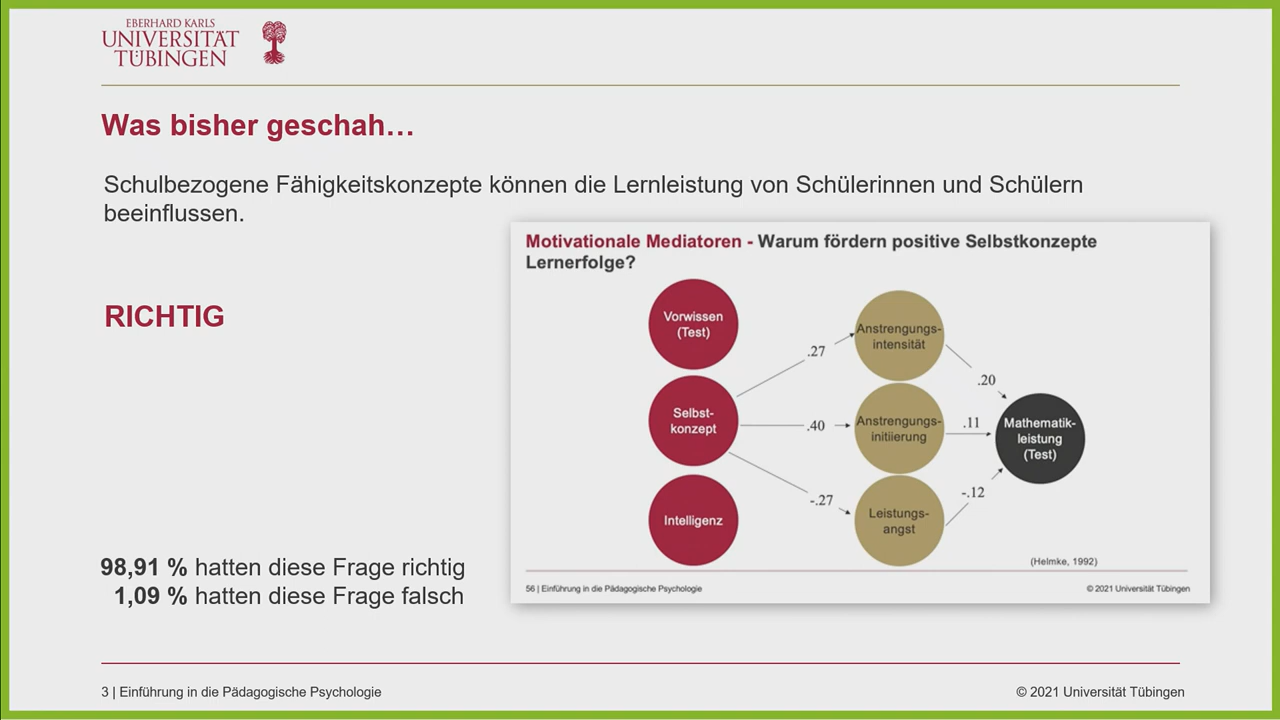 EBERHARD KARLS
UNIVERSITÄT
TÜBINGEN
Was bisher geschah…
Schulbezogene Fähigkeitskonzepte können die Lernleistung von Schülerinnen und Schülern
beeinflussen.
RICHTIG
98,91 % hatten diese Frage richtig
1,09 % hatten diese Frage falsch
Motivationale Mediatoren - Warum fördern positive Selbstkonzepte
Lernerfolge?
Vorwissen
(Test)
Selbst-
konzept
Intelligenz
.27
.40
-.27
Anstrengungs-
intensität
Anstrengungs-
initiierung
Leistungs-
angst
.20
.11
-.12
Mathematik-
leistung
(Test)
(Helmke, 1992)
56 | Einführung in die Pädagogische Psychologie
© 2021 Universität Tübingen
3 | Einführung in die Pädagogische Psychologie
© 2021 Universität Tübingen